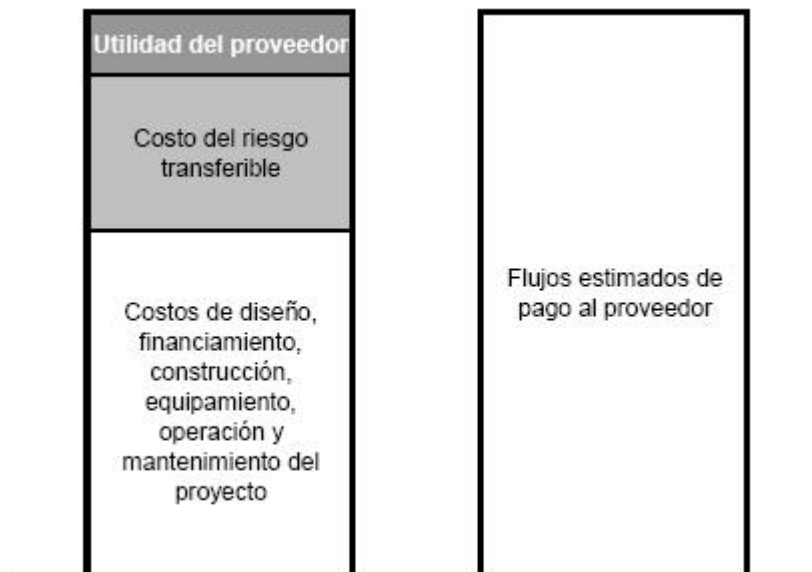 Utilidad del proveedor
Costo del riesgo
transferible
Costos de diseño,
financiamiento,
construcción,
equipamiento,
operación y
mantenimiento del
proyecto
Flujos estimados de
pago al proveedor